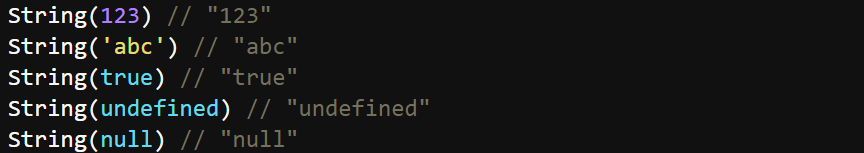 String(123) // "123"
String('abc') // "abc"
String(true) // "true"
String(undefined) // "undefined"
String(null) // "null"